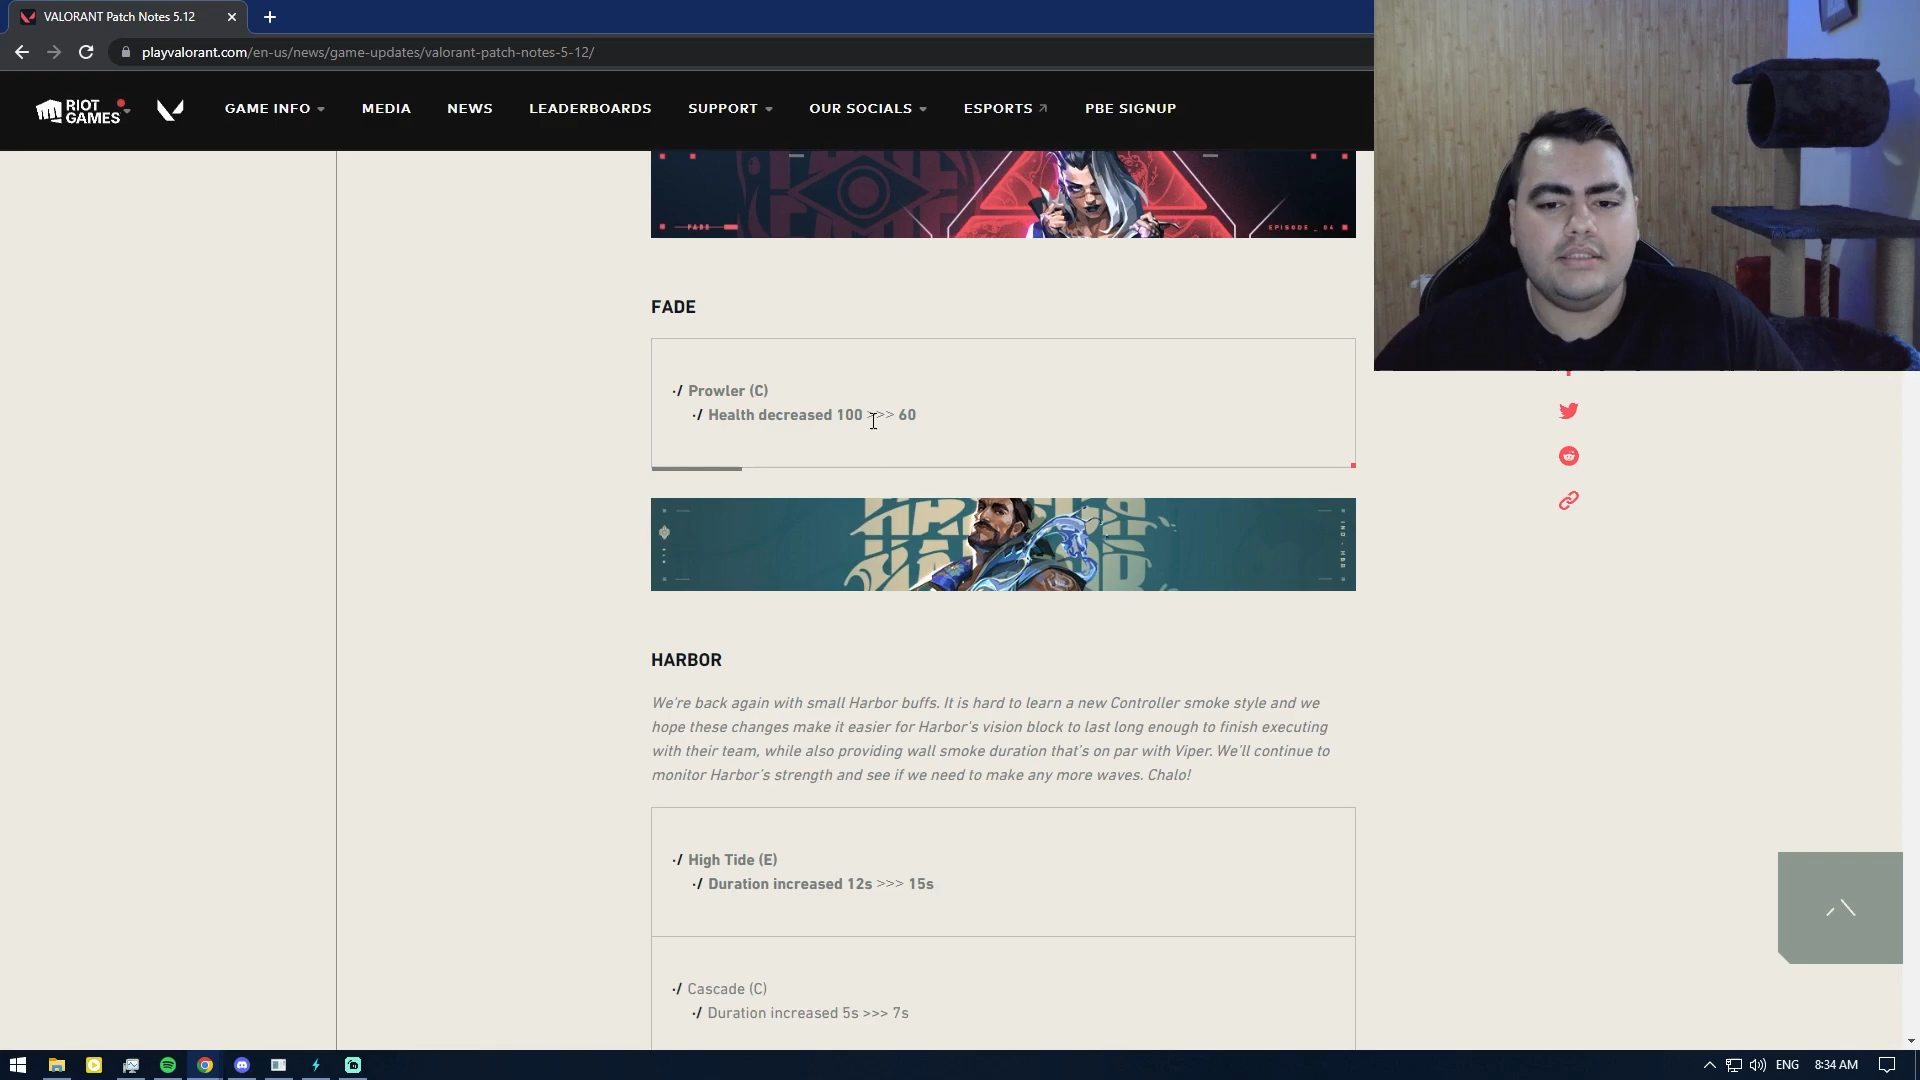 VALORANT Patch Notes 5.12
playvalorant.com/en-us/news/game-updates/valorant-patch-notes-5-12/
RIOT GAMES
GAME INFO
MEDIA
NEWS
LEADERBOARDS
SUPPORT
OUR SOCIALS
ESPORTS
PBE SIGNUP
FADE
EPISODE _ 04
FADE
Prowler (C)
Health decreased 100 >>> 60
HARBOR
HARBOR
We're back again with small Harbor buffs. It is hard to learn a new Controller smoke style and we
hope these changes make it easier for Harbor's vision block to last long enough to finish executing
with their team, while also providing wall smoke duration that's on par with Viper. We'll continue to
monitor Harbor's strength and see if we need to make any more waves. Chalo!
High Tide (E)
Duration increased 12s >>> 15s
Cascade (C)
Duration increased 5s >>> 7s
ENG
8:34 AM